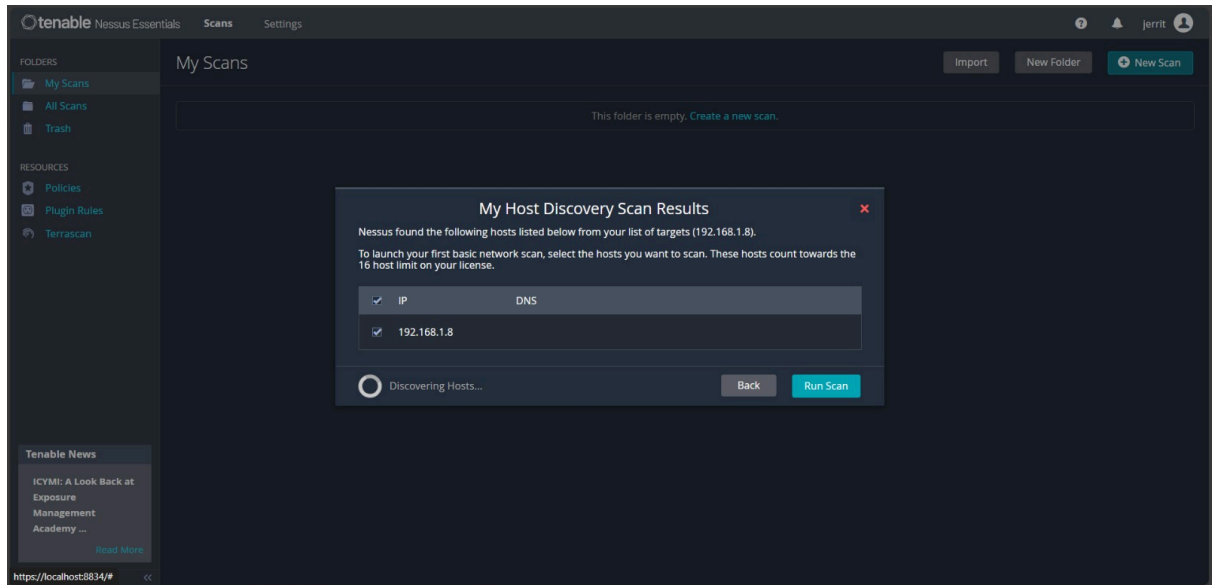 tenable Nessus Essentials Scans Settings jerrit
FOLDERS
My Scans
All Scans
Trash
RESOURCES
Policies
Plugin Rules
Terrascan
Tenable News
ICYMI: A Look Back at
Exposure
Management
Academy ...
Read More
https://localhost:8834/#
My Scans Import New Folder New Scan
This folder is empty. Create a new scan.
My Host Discovery Scan Results
Nessus found the following hosts listed below from your list of targets (192.168.1.8).
To launch your first basic network scan, select the hosts you want to scan. These hosts count towards the
16 host limit on your license.
IP DNS
192.168.1.8
Discovering Hosts... Back Run Scan